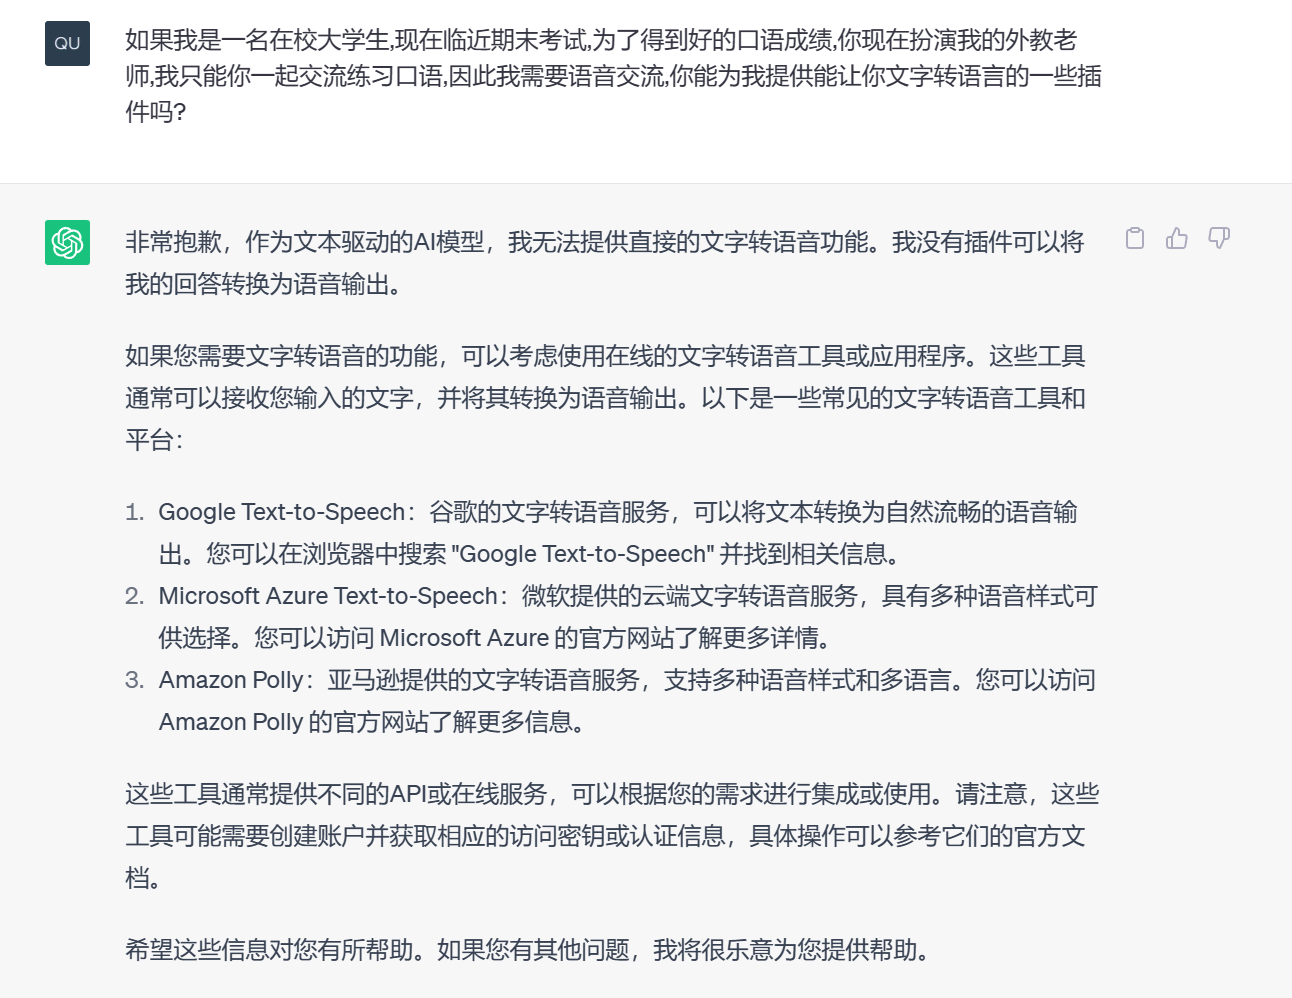 QU
如果我是一名在校大学生,现在临近期末考试,为了得到好的口语成绩,你现在扮演我的外教老
师,我只能你一起交流练习口语,因此我需要语音交流,你能为我提供能让你文字转语言的一些插
件吗?
非常抱歉，作为文本驱动的AI模型，我无法提供直接的文字转语音功能。我没有插件可以将
我的回答转换为语音输出。
如果您需要文字转语音的功能，可以考虑使用在线的文字转语音工具或应用程序。这些工具
通常可以接收您输入的文字，并将其转换为语音输出。以下是一些常见的文字转语音工具和
平台：
1. Google Text-to-Speech：谷歌的文字转语音服务，可以将文本转换为自然流畅的语音输
出。您可以在浏览器中搜索 "Google Text-to-Speech" 并找到相关信息。
2. Microsoft Azure Text-to-Speech：微软提供的云端文字转语音服务，具有多种语音样式可
供选择。您可以访问 Microsoft Azure 的官方网站了解更多详情。
3. Amazon Polly：亚马逊提供的文字转语音服务，支持多种语音样式和多语言。您可以访问
Amazon Polly 的官方网站了解更多信息。
这些工具通常提供不同的API或在线服务，可以根据您的需求进行集成或使用。请注意，这些
工具可能需要创建账户并获取相应的访问密钥或认证信息，具体操作可以参考它们的官方文
档。
希望这些信息对您有所帮助。如果您有其他问题，我将很乐意为您提供帮助。